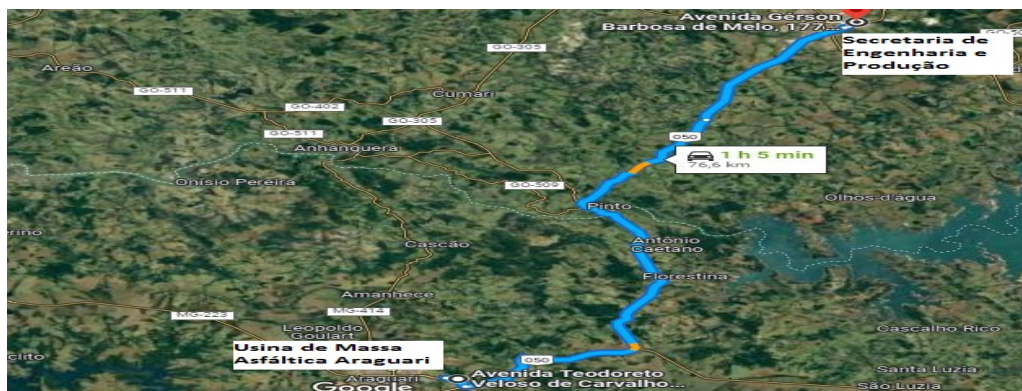 Avenida Gerson
Barbosa de Melo, 177...
Secretaria de
Engenharia e
Produção
GO-305
Areão
GO-511
Cumari
GO-402
GO-305
GO-511
050
Anhanguera
1 h 5 min
76,6 km
Onísio Pereira
GO-509
Pinto
Olhos-d'água
Cascão
Antônio
Caetano
Florestina
Amanhece
MG-414
MG-223
Leopoldo
Goulart
Cascalho Rico
Usina de Massa
Asfáltica Araguari
050
Araguari
Avenida Teodoreto
Veloso de Carvalho...
Santa Luzia
São Luzia
Google